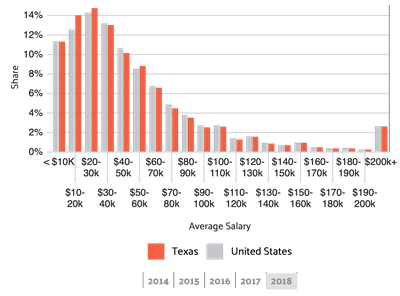 14%
12%
10%
8%
6%
4%
2%
0%
Share
< $10K
$20-
30k
$40-
50k
$60-
70k
$80-
90k
$100-
110k
$120-
130k
$140-
150k
$160-
170k
$180-
190k
$200k+
$10-
20k
$30-
40k
$50-
60k
$70-
80k
$90-
100k
$110-
120k
$130-
140k
$150-
160k
$170-
180k
$190-
200k
Average Salary
Texas United States
2014 2015 2016 2017 2018